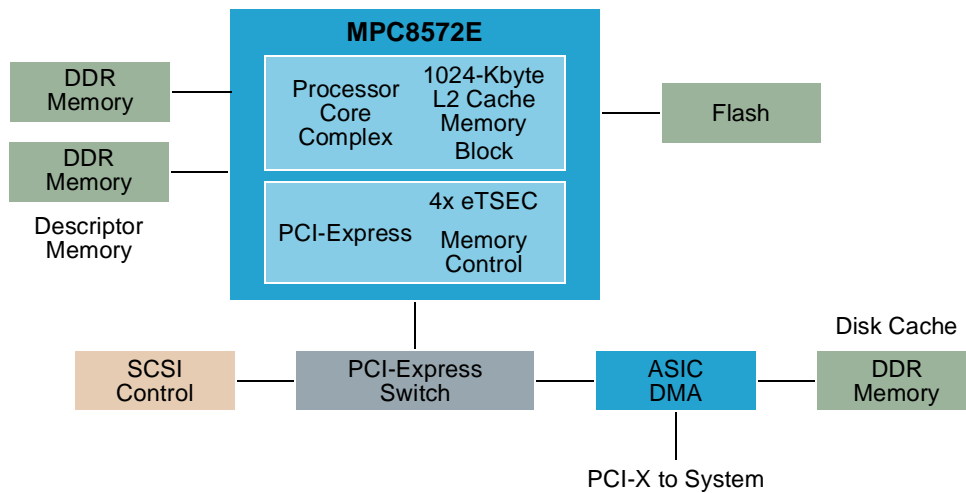 MPC8572E
DDR
Memory
Processor
Core
Complex
1024-Kbyte
L2 Cache
Memory
Block
Flash
DDR
Memory
Descriptor
Memory
PCI-Express
4x eTSEC
Memory
Control
Disk Cache
SCSI
Control
PCI-Express
Switch
ASIC
DMA
DDR
Memory
PCI-X to System